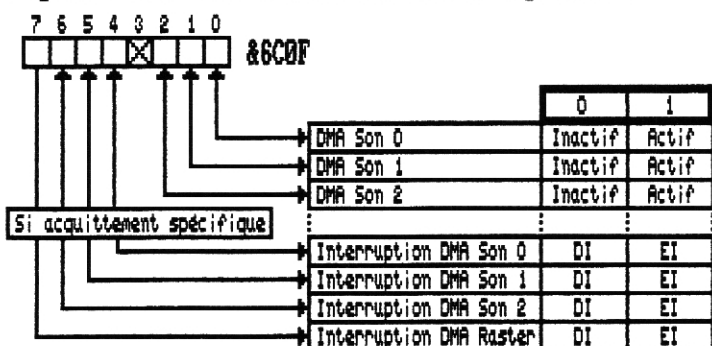 7 6 5 4 3 2 1 0
&6C0F
0 1
DMA Son 0 Inactif Actif
DMA Son 1 Inactif Actif
DMA Son 2 Inactif Actif
Si acquittement spécifique
Interruption DMA Son 0 DI EI
Interruption DMA Son 1 DI EI
Interruption DMA Son 2 DI EI
Interruption DMA Raster DI EI